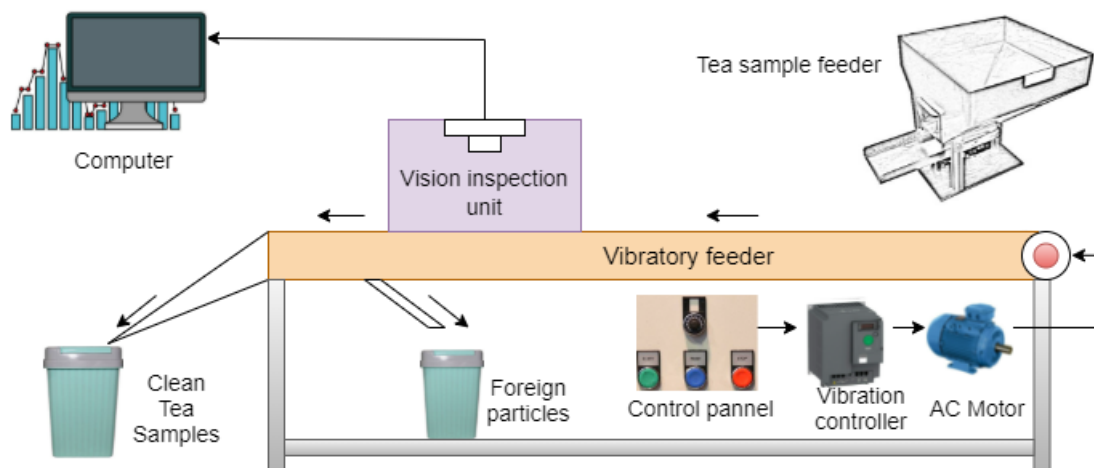 Tea sample feeder
Computer
Vision inspection
unit
Vibratory feeder
Clean
Tea
Samples
Foreign
particles
Control pannel
Vibration
controller
AC Motor